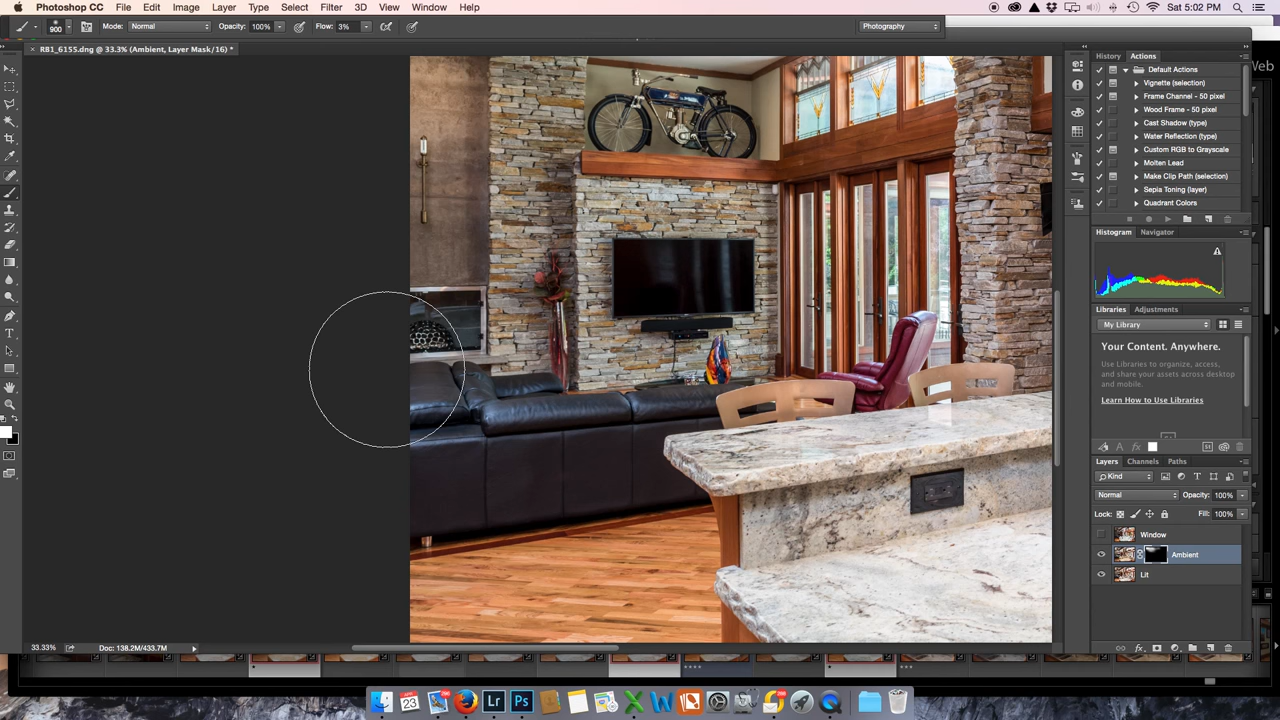 Photoshop CC File Edit Image Layer Type Select Filter 3D View Window Help Sat 5:02 PM
900 Mode: Normal Opacity: 100% Flow: 3% Photography
× RB1_6155.dng @ 33.3% (Ambient, Layer Mask/16) *
History Actions
Web
Default Actions
Vignette (selection)
Frame Channel - 50 pixel
Wood Frame - 50 pixel
Cast Shadow (type)
Water Reflection (type)
Custom RGB to Grayscale
Molten Lead
Make Clip Path (selection)
Sepia Toning (layer)
Quadrant Colors
Histogram Navigator
Libraries Adjustments
My Library
Your Content. Anywhere.
Use Libraries to organize, access,
and share your assets across desktop
and mobile.
Learn How to Use Libraries
Layers Channels Paths
Kind
Normal Opacity: 100%
Lock: Fill: 100%
Window
Ambient
Lit
33.33% Doc: 138.2M/433.7M
APR
23
Lr Ps